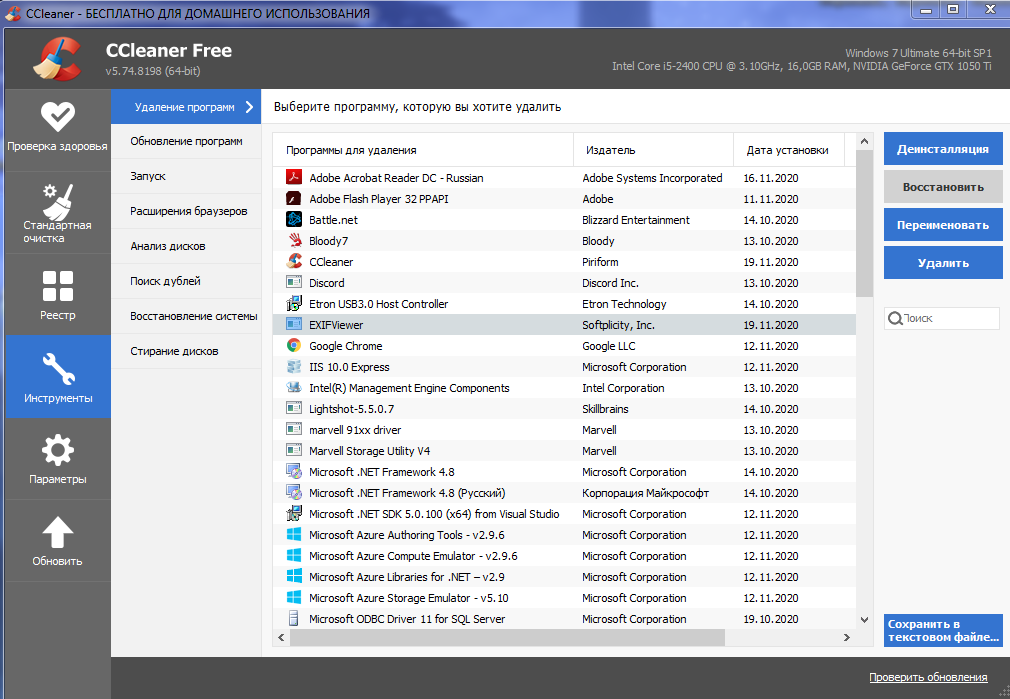 CCleaner - БЕСПЛАТНО ДЛЯ ДОМАШНЕГО ИСПОЛЬЗОВАНИЯ
CCleaner Free
v5.74.8198 (64-bit)
Windows 7 Ultimate 64-bit SP1
Intel Core i5-2400 CPU @ 3.10GHz, 16,0GB RAM, NVIDIA GeForce GTX 1050 Ti
Проверка здоровья
Стандартная
очистка
Реестр
Инструменты
Параметры
Обновить
Удаление программ
Обновление программ
Запуск
Расширения браузеров
Анализ дисков
Поиск дублей
Восстановление системы
Стирание дисков
Выберите программу, которую вы хотите удалить
Программы для удаления Издатель Дата установки
Adobe Acrobat Reader DC - Russian Adobe Systems Incorporated 16.11.2020
Adobe Flash Player 32 PPAPI Adobe 11.11.2020
Battle.net Blizzard Entertainment 14.10.2020
Bloody7 Bloody 13.10.2020
CCleaner Piriform 19.11.2020
Discord Discord Inc. 13.10.2020
Etron USB3.0 Host Controller Etron Technology 14.10.2020
EXIFViewer Softplicity, Inc. 19.11.2020
Google Chrome Google LLC 12.11.2020
IIS 10.0 Express Microsoft Corporation 12.11.2020
Intel(R) Management Engine Components Intel Corporation 13.10.2020
Lightshot-5.5.0.7 Skillbrains 14.10.2020
marvell 91xx driver Marvell 13.10.2020
Marvell Storage Utility V4 Marvell 13.10.2020
Microsoft .NET Framework 4.8 Microsoft Corporation 14.10.2020
Microsoft .NET Framework 4.8 (Русский) Корпорация Майкрософт 14.10.2020
Microsoft .NET SDK 5.0.100 (x64) from Visual Studio Microsoft Corporation 12.11.2020
Microsoft Azure Authoring Tools - v2.9.6 Microsoft Corporation 12.11.2020
Microsoft Azure Compute Emulator - v2.9.6 Microsoft Corporation 12.11.2020
Microsoft Azure Libraries for .NET – v2.9 Microsoft Corporation 12.11.2020
Microsoft Azure Storage Emulator - v5.10 Microsoft Corporation 12.11.2020
Microsoft ODBC Driver 11 for SQL Server Microsoft Corporation 19.10.2020
Деинсталляция
Восстановить
Переименовать
Удалить
Поиск
Сохранить в
текстовом файле...
Проверить обновления